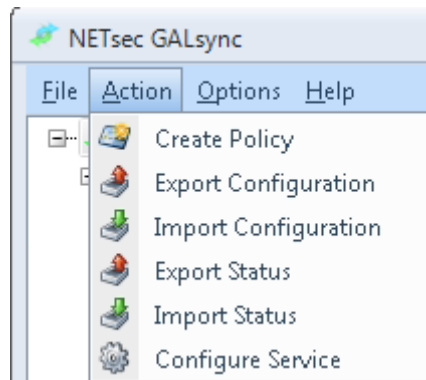 NETsec GALsync
File Action Options Help
Create Policy
Export Configuration
Import Configuration
Export Status
Import Status
Configure Service